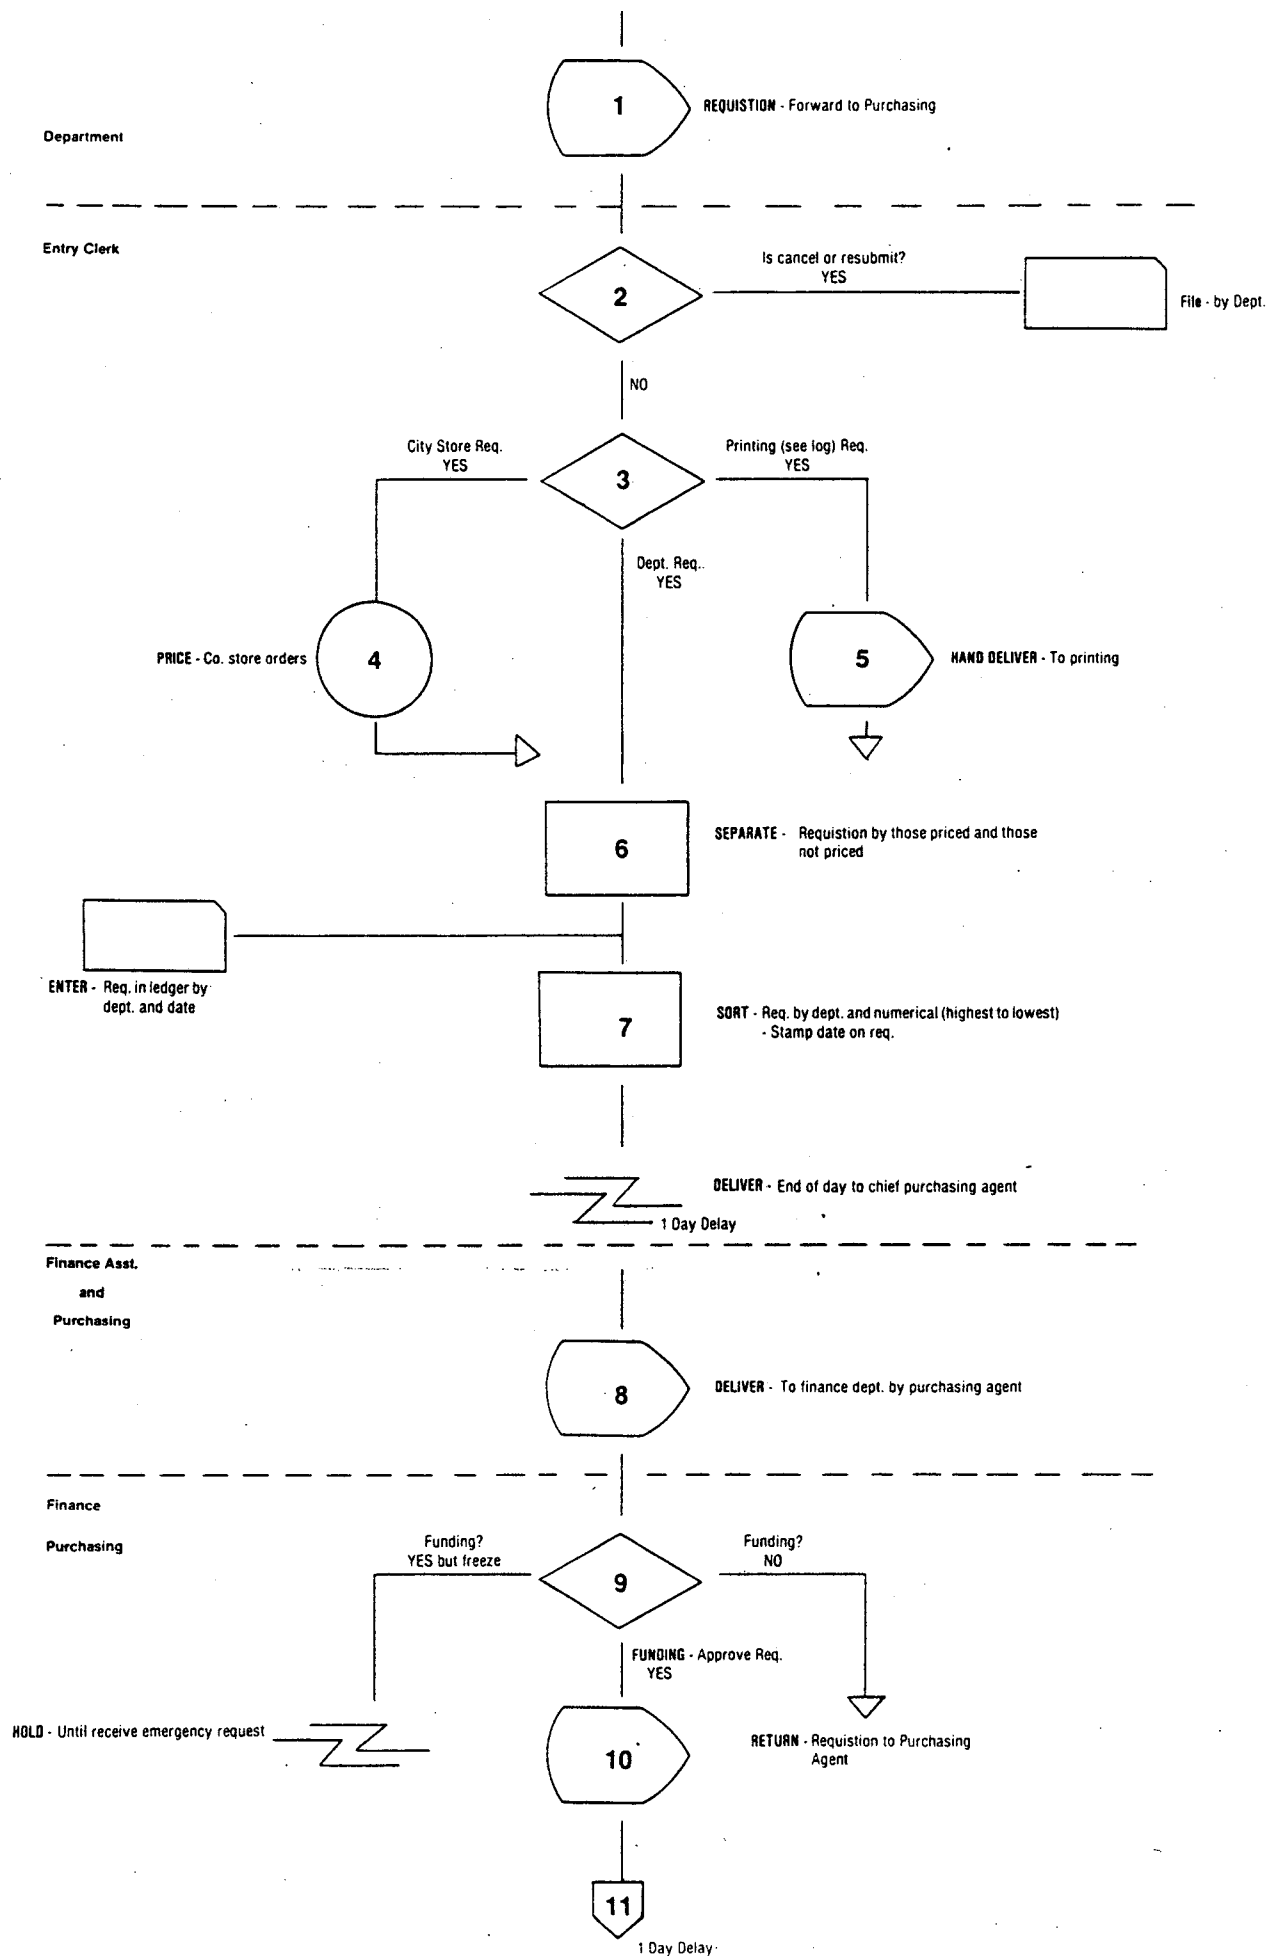 1
REQUISTION - Forward to Purchasing
Department
Entry Clerk
Is cancel or resubmit?
YES
2
File - by Dept.
NO
City Store Req.
YES
Printing (see log) Req.
YES
3
Dept. Req..
YES
PRICE - Co. store orders
4
5
HAND DELIVER - To printing
6
SEPARATE - Requistion by those priced and those
not priced
ENTER - Req. in ledger by
dept. and date
7
SORT - Req. by dept. and numerical (highest to lowest)
- Stamp date on req.
DELIVER - End of day to chief purchasing agent
1 Day Delay
Finance Asst.
and
Purchasing
8
DELIVER - To finance dept. by purchasing agent
Finance
Purchasing
Funding?
YES but freeze
9
Funding?
NO
FUNDING - Approve Req.
YES
HOLD - Until receive emergency request
10
RETURN - Requistion to Purchasing
Agent
11
1 Day Delay